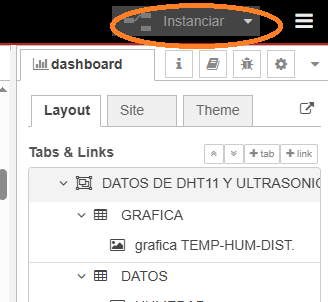 Instanciar
dashboard
Layout Site Theme
Tabs & Links
+ tab + link
DATOS DE DHT11 Y ULTRASONIC
GRAFICA
grafica TEMP-HUM-DIST.
DATOS